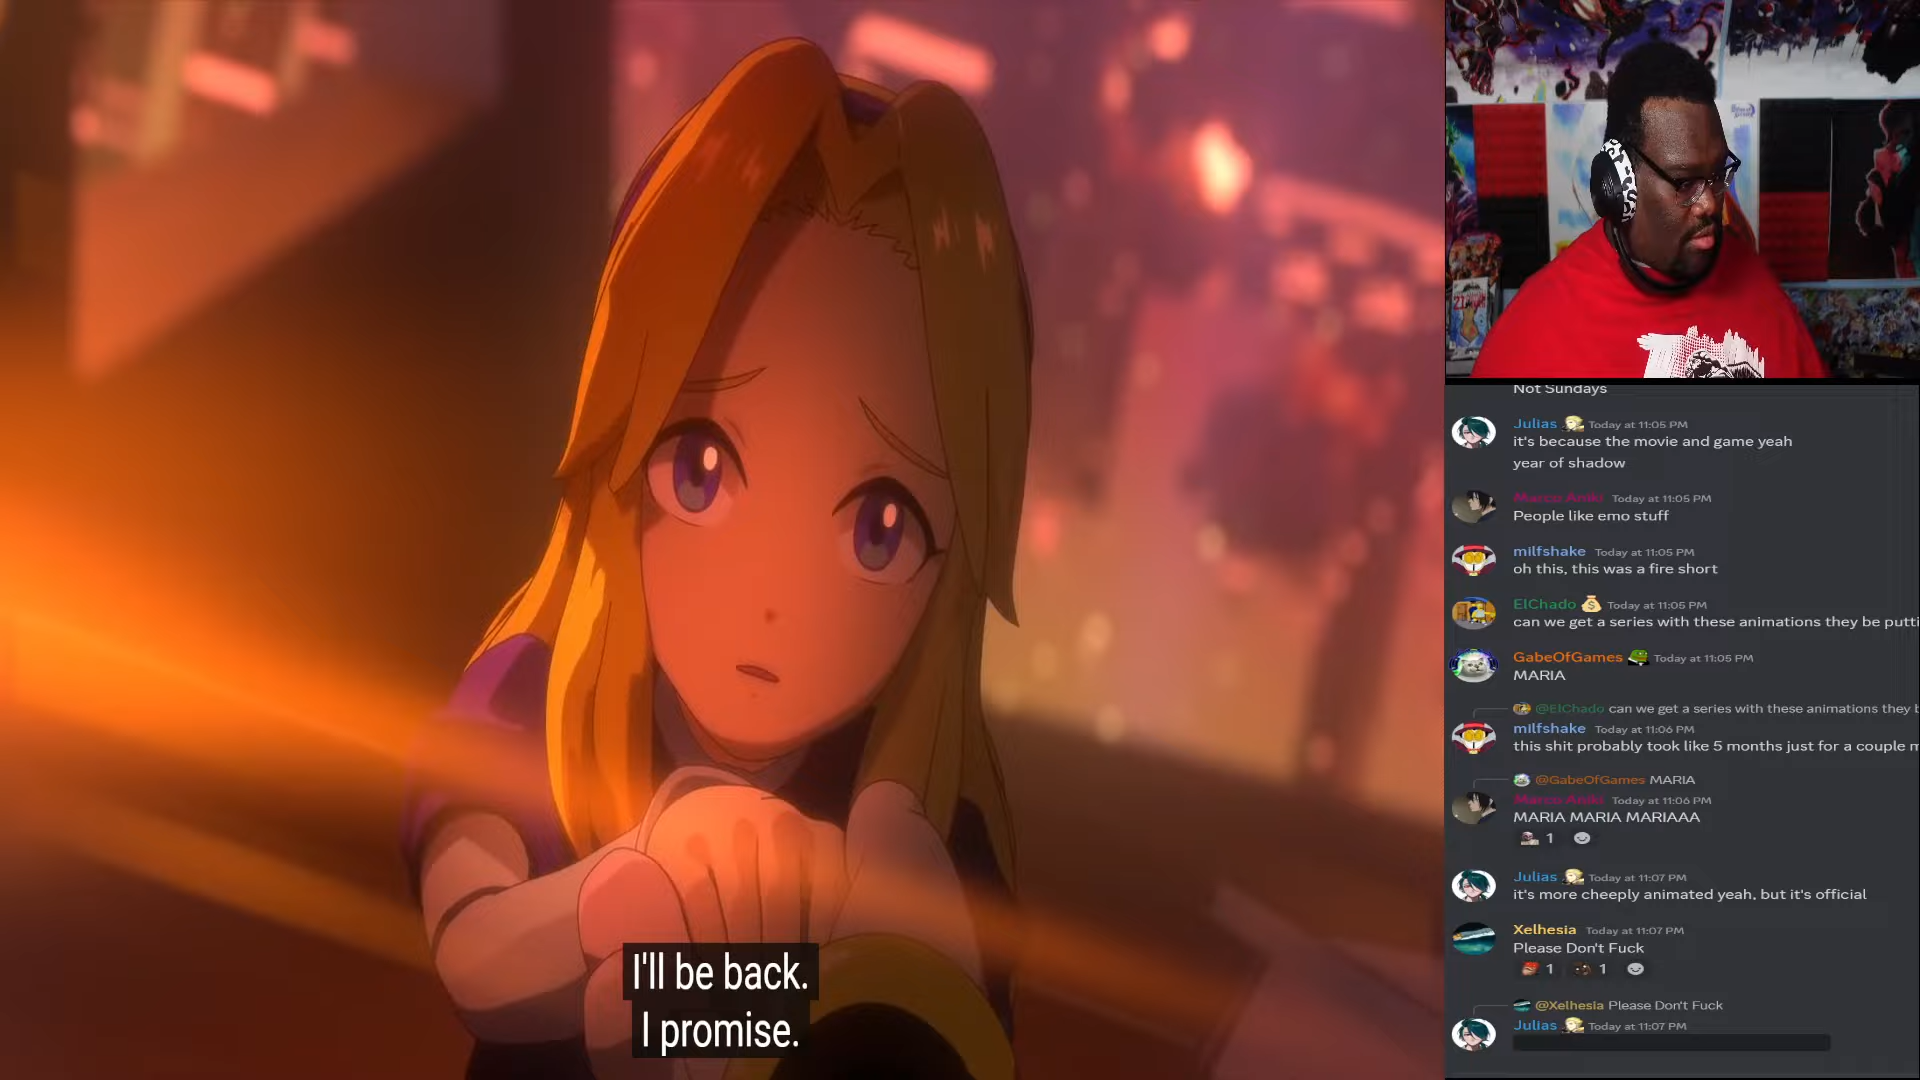 I'll be back.
I promise.
Not Sundays
Julias Today at 11:05 PM
it's because the movie and game yeah
year of shadow
Marco Aniki Today at 11:05 PM
People like emo stuff
milfshake Today at 11:05 PM
oh this, this was a fire short
ElChado Today at 11:05 PM
can we get a series with these animations they be putti
GabeOfGames Today at 11:05 PM
MARIA
@ElChado can we get a series with these animations they b
milfshake Today at 11:06 PM
this shit probably took like 5 months just for a couple m
@GabeOfGames MARIA
Marco Aniki Today at 11:06 PM
MARIA MARIA MARIAAA
1
Julias Today at 11:07 PM
it's more cheeply animated yeah, but it's official
Xelhesia Today at 11:07 PM
Please Don't Fuck
1 1
@Xelhesia Please Don't Fuck
Julias Today at 11:07 PM